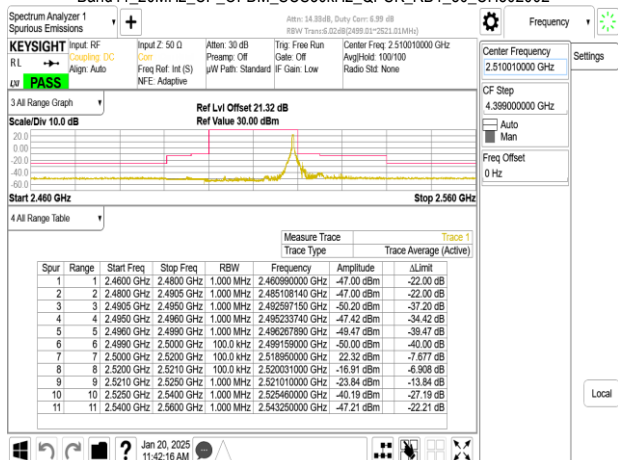 Spectrum Analyzer 1
Spurious Emissions
Attn: 14.33dB, Duty Corr: 6.99 dB
RBW Trans:6.02dB(2499.01~2521.01MHz)
Frequency
KEYSIGHT Input: RF Input Z: 50 Ω Atten: 30 dB Trig: Free Run Center Freq: 2.510010000 GHz
RL Coupling: DC Corr Preamp: Off Gate: Off Avg|Hold: 100/100
Align: Auto Freq Ref: Int (S) µW Path: Standard IF Gain: Low Radio Std: None
LXI PASS NFE: Adaptive
Center Frequency
2.510010000 GHz
Settings
CF Step
4.399000000 GHz
Auto
Man
Freq Offset
0 Hz
3 All Range Graph
Ref Lvl Offset 21.32 dB
Scale/Div 10.0 dB Ref Value 30.00 dBm
20.0
0.00
-20.0
-40.0
-60.0
Start 2.460 GHz Stop 2.560 GHz
4 All Range Table
Measure Trace Trace 1
Trace Type Trace Average (Active)
Spur Range Start Freq Stop Freq RBW Frequency Amplitude ΔLimit
1 1 2.4600 GHz 2.4800 GHz 1.000 MHz 2.460990000 GHz -47.00 dBm -22.00 dB
2 2 2.4800 GHz 2.4905 GHz 1.000 MHz 2.485108140 GHz -47.00 dBm -22.00 dB
3 3 2.4905 GHz 2.4950 GHz 1.000 MHz 2.492597150 GHz -50.20 dBm -37.20 dB
4 4 2.4950 GHz 2.4960 GHz 1.000 MHz 2.495233740 GHz -47.42 dBm -34.42 dB
5 5 2.4960 GHz 2.4990 GHz 1.000 MHz 2.496267890 GHz -49.47 dBm -39.47 dB
6 6 2.4990 GHz 2.5000 GHz 100.0 kHz 2.499159000 GHz -50.00 dBm -40.00 dB
7 7 2.5000 GHz 2.5200 GHz 100.0 kHz 2.518950000 GHz 22.32 dBm -7.677 dB
8 8 2.5200 GHz 2.5210 GHz 100.0 kHz 2.520031000 GHz -16.91 dBm -6.908 dB
9 9 2.5210 GHz 2.5250 GHz 1.000 MHz 2.521010000 GHz -23.84 dBm -13.84 dB
10 10 2.5250 GHz 2.5400 GHz 1.000 MHz 2.525460000 GHz -40.19 dBm -27.19 dB
11 11 2.5400 GHz 2.5600 GHz 1.000 MHz 2.543250000 GHz -47.21 dBm -22.21 dB
Local
Jan 20, 2025
11:42:16 AM